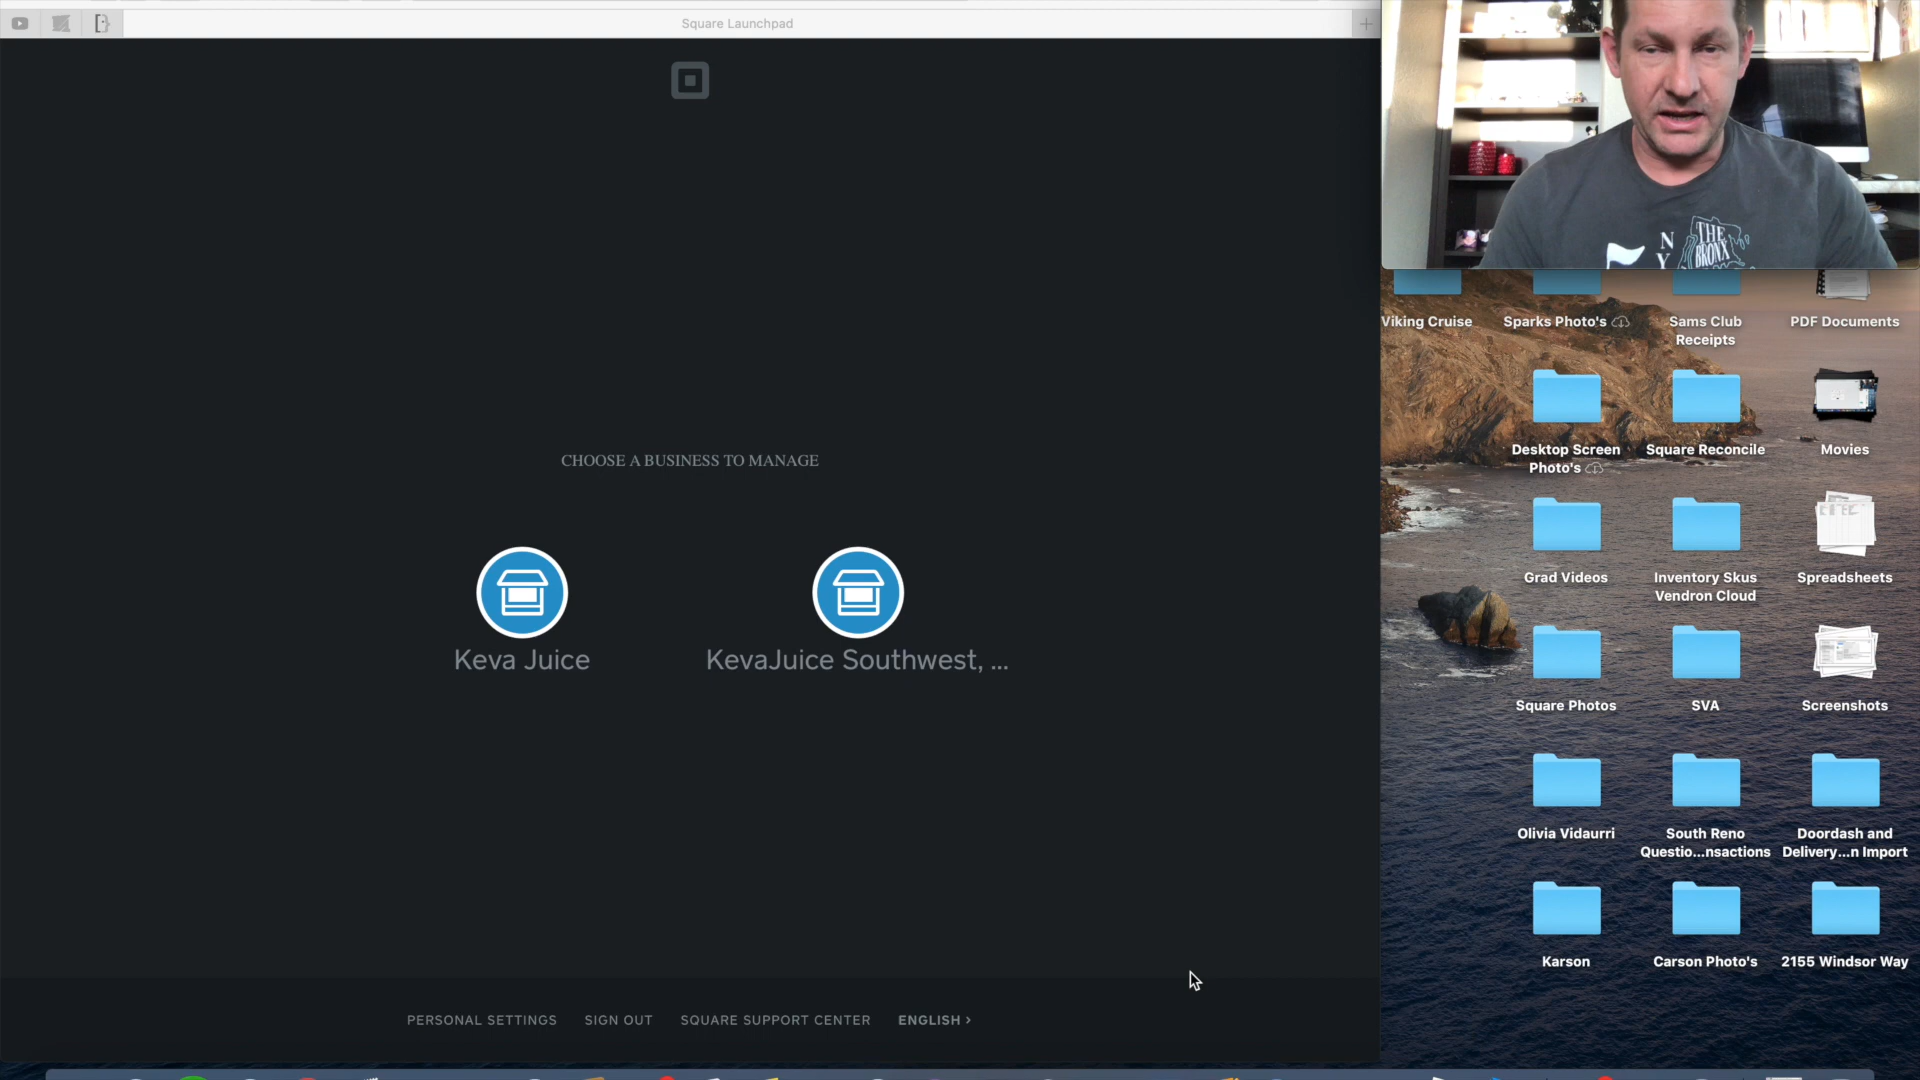 Square Launchpad
CHOOSE A BUSINESS TO MANAGE
Keva Juice
KevaJuice Southwest, ...
PERSONAL SETTINGS
SIGN OUT
SQUARE SUPPORT CENTER
ENGLISH >
N
Y
THE
BRONX
Viking Cruise
Sparks Photo's
Sams Club
Receipts
PDF Documents
Desktop Screen
Photo's
Square Reconcile
Movies
Grad Videos
Inventory Skus
Vendron Cloud
Spreadsheets
Square Photos
SVA
Screenshots
Olivia Vidaurri
South Reno
Questio...nsactions
Doordash and
Delivery...n Import
Karson
Carson Photo's
2155 Windsor Way